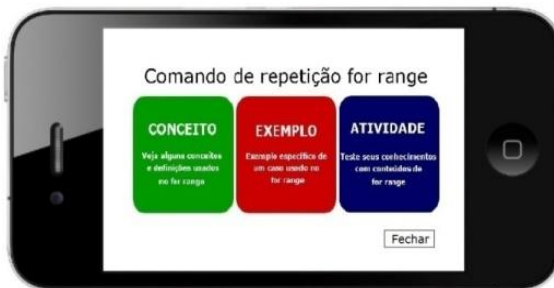 Comando de repetição for range
CONCEITO
Veja alguns conceitos
e definições usados
no for range
EXEMPLO
Exemplo específico de
um caso usado no
for range
ATIVIDADE
Teste seus conhecimentos
com conteúdos de
for range
Fechar